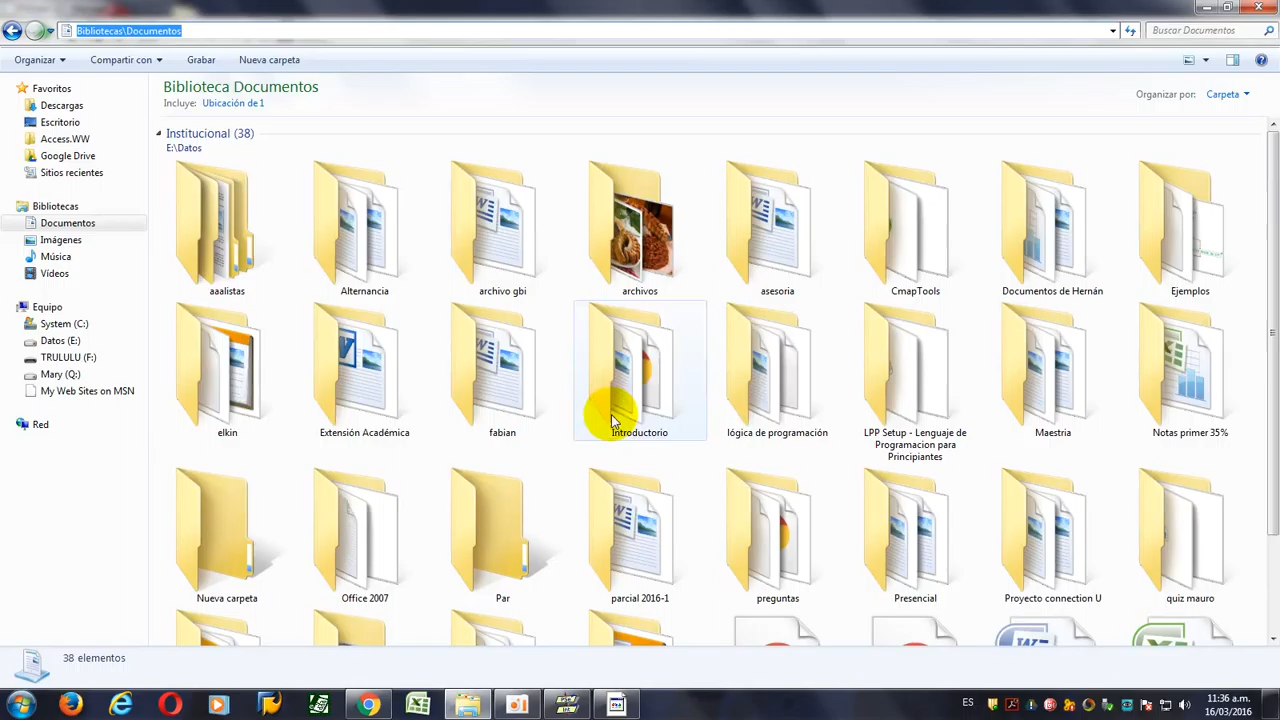 Bibliotecas\Documentos
Buscar Documentos
Organizar
Compartir con
Grabar
Nueva carpeta
Favoritos
Descargas
Escritorio
Access.WW
Google Drive
Sitios recientes
Bibliotecas
Documentos
Imágenes
Música
Vídeos
Equipo
System (C:)
Datos (E:)
TRULULU (F:)
Mary (Q:)
My Web Sites on MSN
Red
Biblioteca Documentos
Incluye: Ubicación de 1
Organizar por: Carpeta
Institucional (38)
E:\Datos
aaalistas
Alternancia
archivo gbi
archivos
asesoria
CmapTools
Documentos de Hernán
Ejemplos
elkin
Extensión Académica
fabian
Introductorio
lógica de programación
LPP Setup - Lenguaje de
Programacion para
Principiantes
Maestria
Notas primer 35%
Nueva carpeta
Office 2007
Par
parcial 2016-1
preguntas
Presencial
Proyecto connection U
quiz mauro
38 elementos
ES
11:36 a.m.
16/03/2016